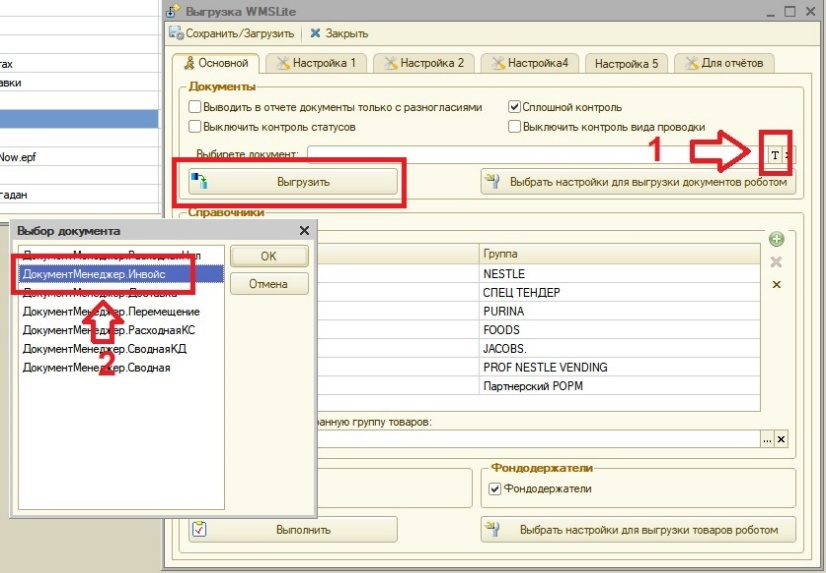 Выгрузка WMSLite
Сохранить/Загрузить Закрыть
Основной Настройка 1 Настройка 2 Настройка4 Настройка 5 Для отчётов
тах
авки
Now.epf
гадан
Документы
Выводить в отчете документы только с разногласиями Сплошной контроль
Выключить контроль статусов Выключить контроль вида проводки
Выбирете документ: 1 T
Выгрузить Выбрать настройки для выгрузки документов роботом
Справочники
Группа
NESTLE
СПЕЦ ТЕНДЕР
PURINA
FOODS
JACOBS.
PROF NESTLE VENDING
Партнерский РОРМ
ранную группу товаров:
...
Фондодержатели
Фондодержатели
Выполнить Выбрать настройки для выгрузки товаров роботом
Выбор документа
ДокументМенеджер.РасходнаяНал
ДокументМенеджер.Инвойс
ДокументМенеджер.Доставка
ДокументМенеджер.Перемещение
ДокументМенеджер.РасходнаяКС
ДокументМенеджер.СводнаяКД
ДокументМенеджер.Сводная
2
OK
Отмена